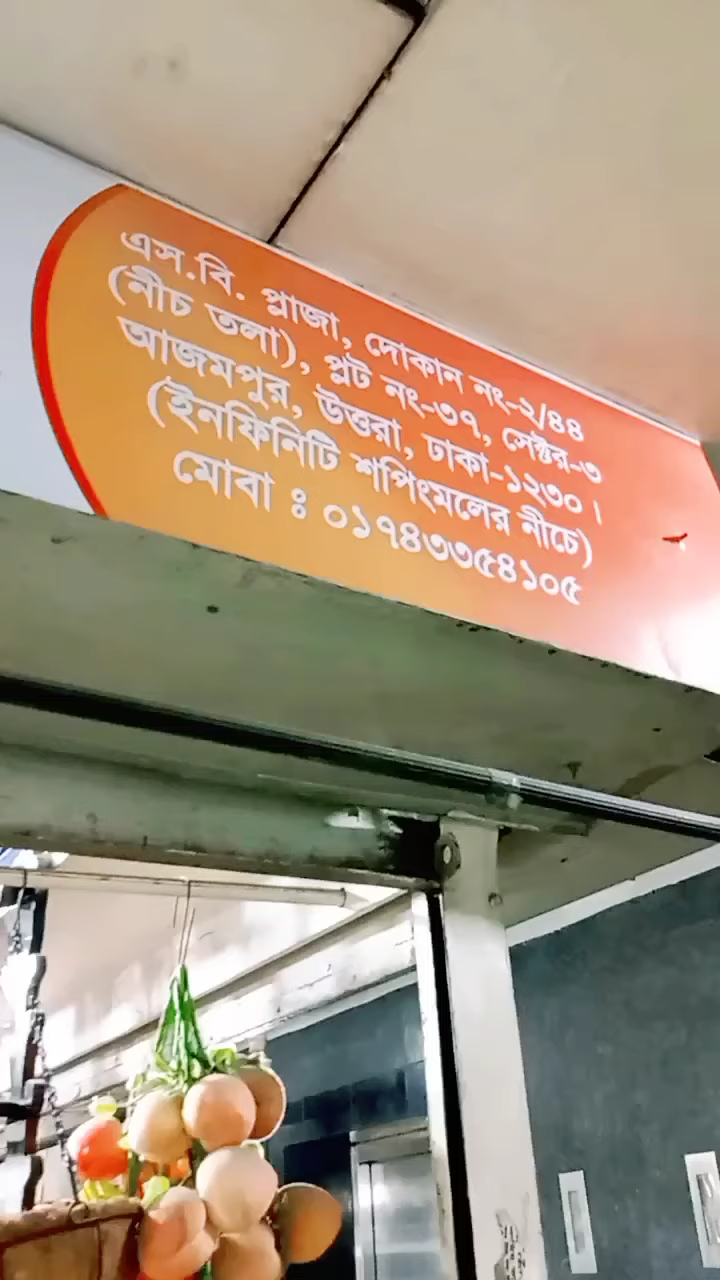 এস.বি. প্লাজা, দোকান নং-২/৪৪
(নীচ তলা), প্লট নং-৩৭, সেক্টর-৩
আজমপুর, উত্তরা, ঢাকা-১২৩০।
(ইনফিনিটি শপিংমলের নীচে)
মোবা ঃ ০১৭৪৩৩৫৪১০৫